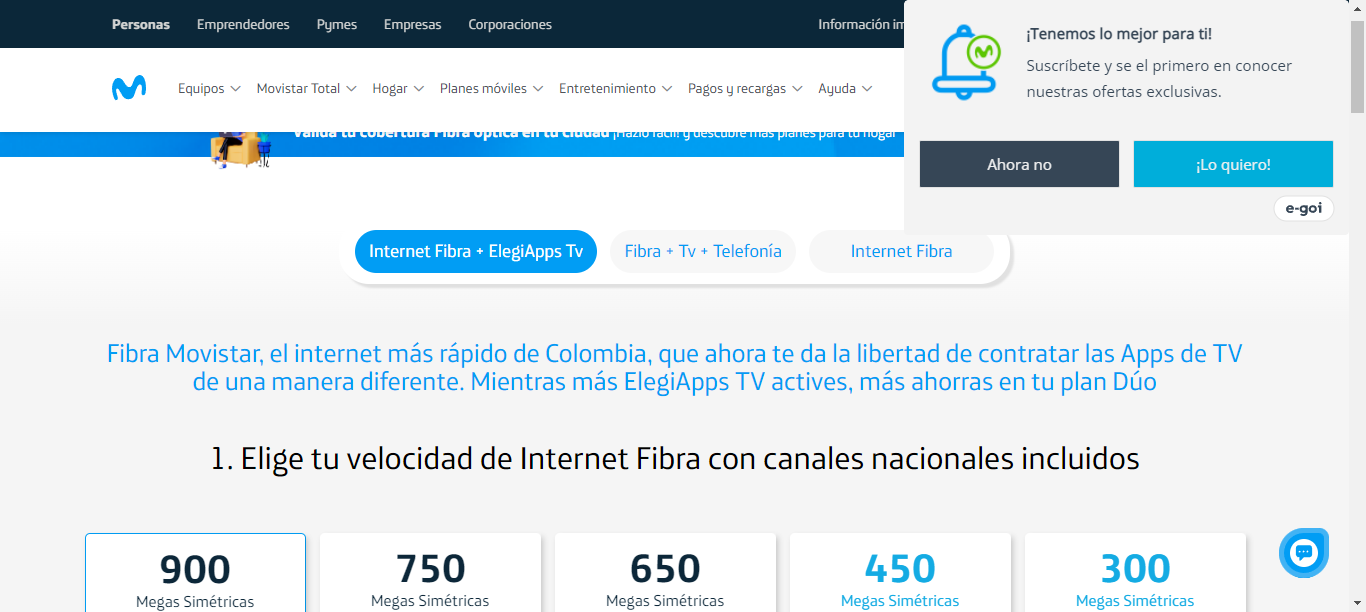 Personas Emprendedores Pymes Empresas Corporaciones Información im
¡Tenemos lo mejor para ti!
Suscríbete y se el primero en conocer
nuestras ofertas exclusivas.
Ahora no ¡Lo quiero!
e-goi
Equipos Movistar Total Hogar Planes móviles Entretenimiento Pagos y recargas Ayuda
Valida tu Cobertura Fibra óptica en tu ciudad ¡Hazlo fácil! y descubre más planes para tu hogar
Internet Fibra + ElegiApps Tv Fibra + Tv + Telefonía Internet Fibra
Fibra Movistar, el internet más rápido de Colombia, que ahora te da la libertad de contratar las Apps de TV
de una manera diferente. Mientras más ElegiApps TV actives, más ahorras en tu plan Dúo
1. Elige tu velocidad de Internet Fibra con canales nacionales incluidos
900 750 650 450 300
Megas Simétricas Megas Simétricas Megas Simétricas Megas Simétricas Megas Simétricas